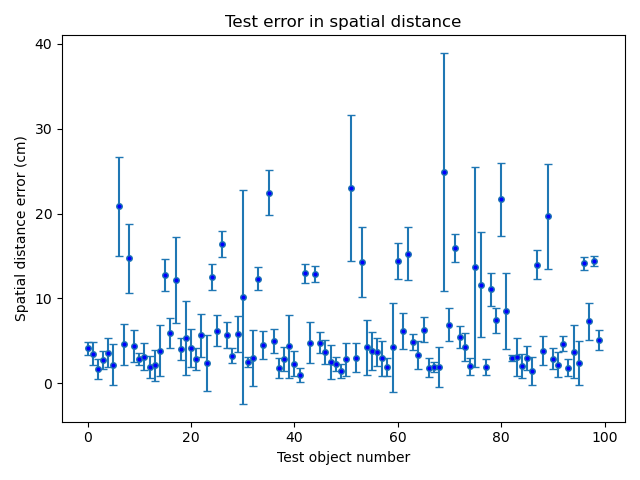 Test error in spatial distance
40
30
20
10
0
Spatial distance error (cm)
0 20 40 60 80 100
Test object number